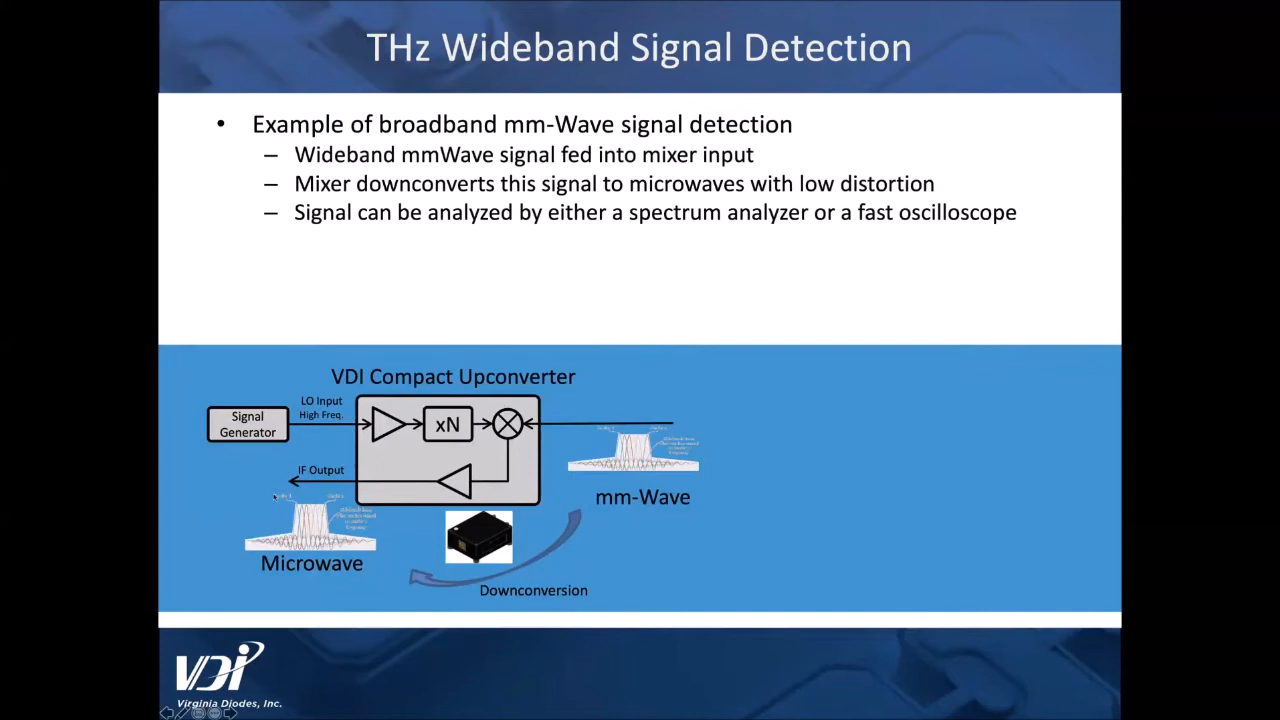 THz Wideband Signal Detection
• Example of broadband mm-Wave signal detection
– Wideband mmWave signal fed into mixer input
– Mixer downconverts this signal to microwaves with low distortion
– Signal can be analyzed by either a spectrum analyzer or a fast oscilloscope
VDI Compact Upconverter
Signal
Generator
LO Input
High Freq.
xN
IF Output
mm-Wave
Microwave
Downconversion
VDI
Virginia Diodes, Inc.